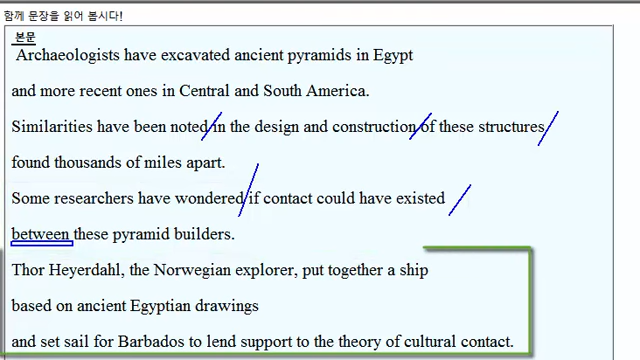 함께 문장을 읽어 봅시다!
본문
Archaeologists have excavated ancient pyramids in Egypt
and more recent ones in Central and South America.
Similarities have been noted in the design and construction of these structures
found thousands of miles apart.
Some researchers have wondered if contact could have existed
between these pyramid builders.
Thor Heyerdahl, the Norwegian explorer, put together a ship
based on ancient Egyptian drawings
and set sail for Barbados to lend support to the theory of cultural contact.